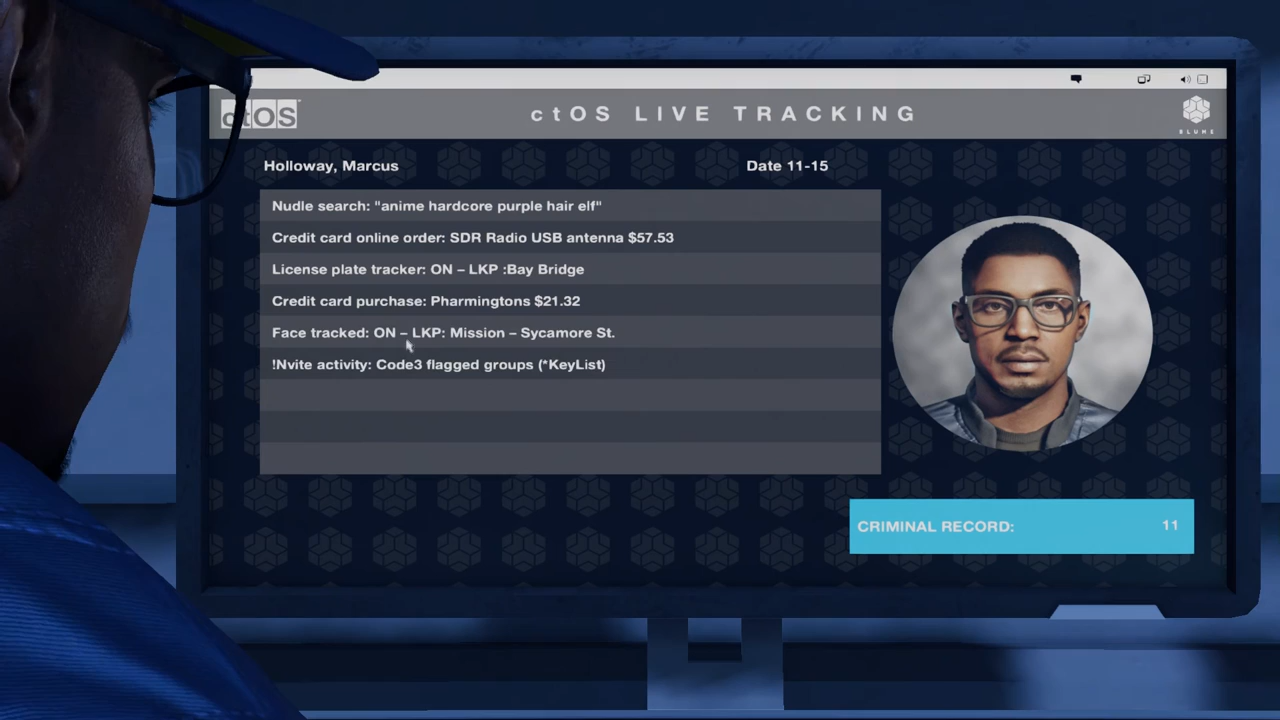 ctOS
ctOS LIVE TRACKING
BLUME
Holloway, Marcus
Date 11-15
Nudle search: "anime hardcore purple hair elf"
Credit card online order: SDR Radio USB antenna $57.53
License plate tracker: ON – LKP :Bay Bridge
Credit card purchase: Pharmingtons $21.32
Face tracked: ON – LKP: Mission – Sycamore St.
!Nvite activity: Code3 flagged groups (*KeyList)
CRIMINAL RECORD: 11